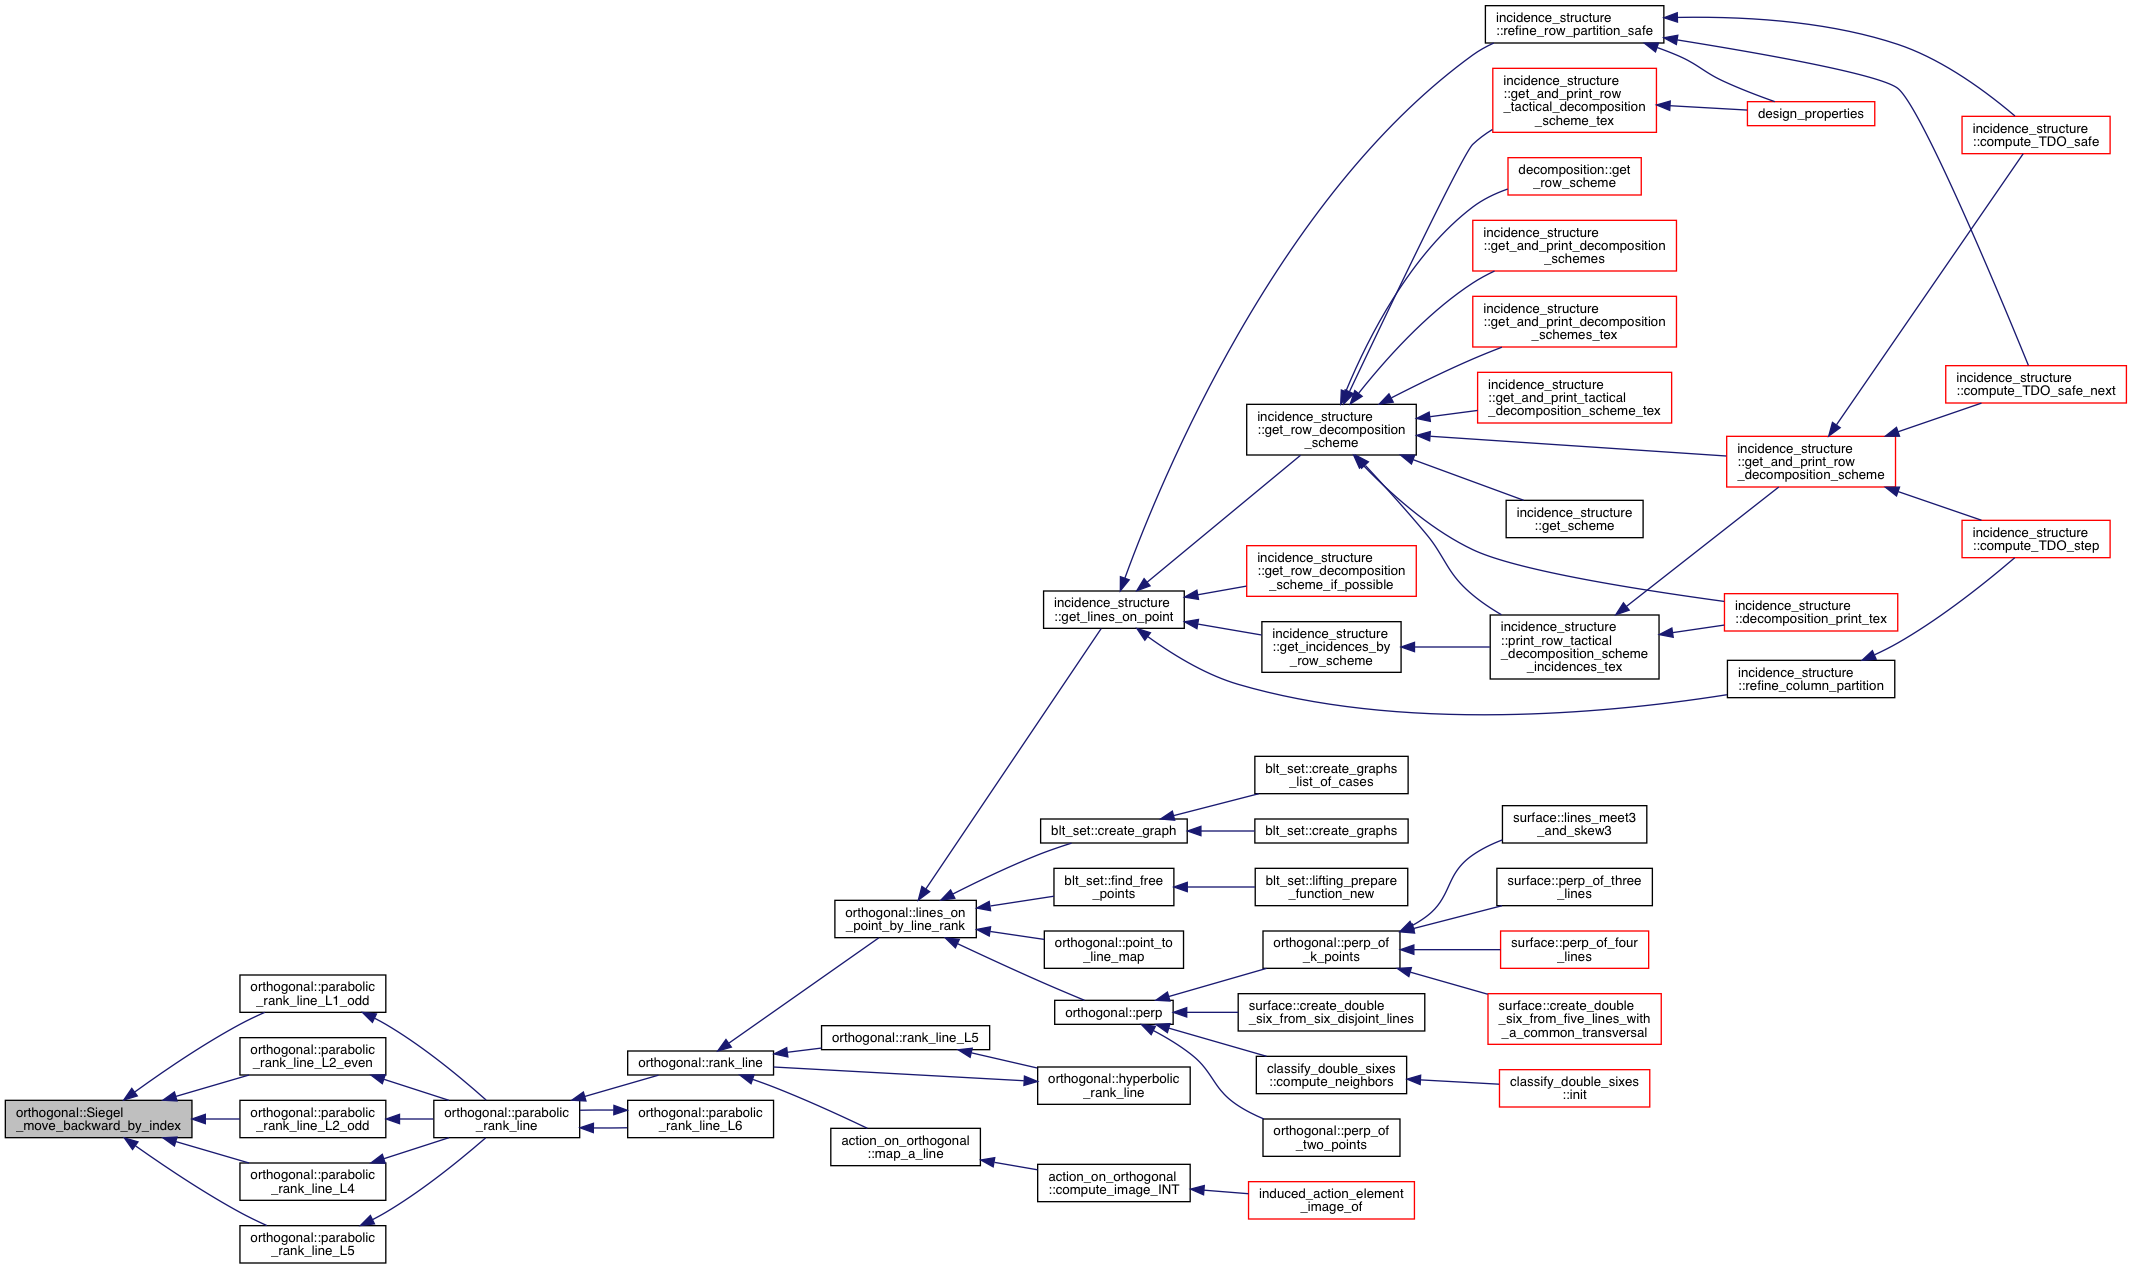 incidence_structure
::refine_row_partition_safe
incidence_structure
::get_and_print_row
_tactical_decomposition
_scheme_tex
design_properties
incidence_structure
::compute_TDO_safe
decomposition::get
_row_scheme
incidence_structure
::get_and_print_decomposition
_schemes
incidence_structure
::get_and_print_decomposition
_schemes_tex
incidence_structure
::get_and_print_tactical
_decomposition_scheme_tex
incidence_structure
::compute_TDO_safe_next
incidence_structure
::get_row_decomposition
_scheme
incidence_structure
::get_and_print_row
_decomposition_scheme
incidence_structure
::get_scheme
incidence_structure
::compute_TDO_step
incidence_structure
::get_row_decomposition
_scheme_if_possible
incidence_structure
::get_lines_on_point
incidence_structure
::decomposition_print_tex
incidence_structure
::get_incidences_by
_row_scheme
incidence_structure
::print_row_tactical
_decomposition_scheme
_incidences_tex
incidence_structure
::refine_column_partition
blt_set::create_graphs
_list_of_cases
blt_set::create_graph
blt_set::create_graphs
surface::lines_meet3
_and_skew3
blt_set::find_free
_points
blt_set::lifting_prepare
_function_new
surface::perp_of_three
_lines
orthogonal::lines_on
_point_by_line_rank
orthogonal::point_to
_line_map
orthogonal::perp_of
_k_points
surface::perp_of_four
_lines
orthogonal::perp
surface::create_double
_six_from_six_disjoint_lines
surface::create_double
_six_from_five_lines_with
_a_common_transversal
orthogonal::parabolic
_rank_line_L1_odd
orthogonal::rank_line_L5
orthogonal::parabolic
_rank_line_L2_even
orthogonal::rank_line
orthogonal::hyperbolic
_rank_line
classify_double_sixes
::compute_neighbors
classify_double_sixes
::init
orthogonal::Siegel
_move_backward_by_index
orthogonal::parabolic
_rank_line_L2_odd
orthogonal::parabolic
_rank_line
orthogonal::parabolic
_rank_line_L6
action_on_orthogonal
::map_a_line
orthogonal::perp_of
_two_points
orthogonal::parabolic
_rank_line_L4
action_on_orthogonal
::compute_image_INT
induced_action_element
_image_of
orthogonal::parabolic
_rank_line_L5